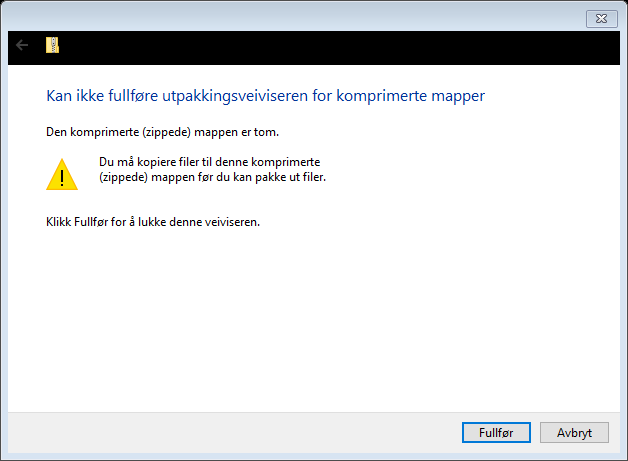 Kan ikke fullføre utpakkingsveiviseren for komprimerte mapper
Den komprimerte (zippede) mappen er tom.
Du må kopiere filer til denne komprimerte
(zippede) mappen før du kan pakke ut filer.
Klikk Fullfør for å lukke denne veiviseren.
Fullfør
Avbryt